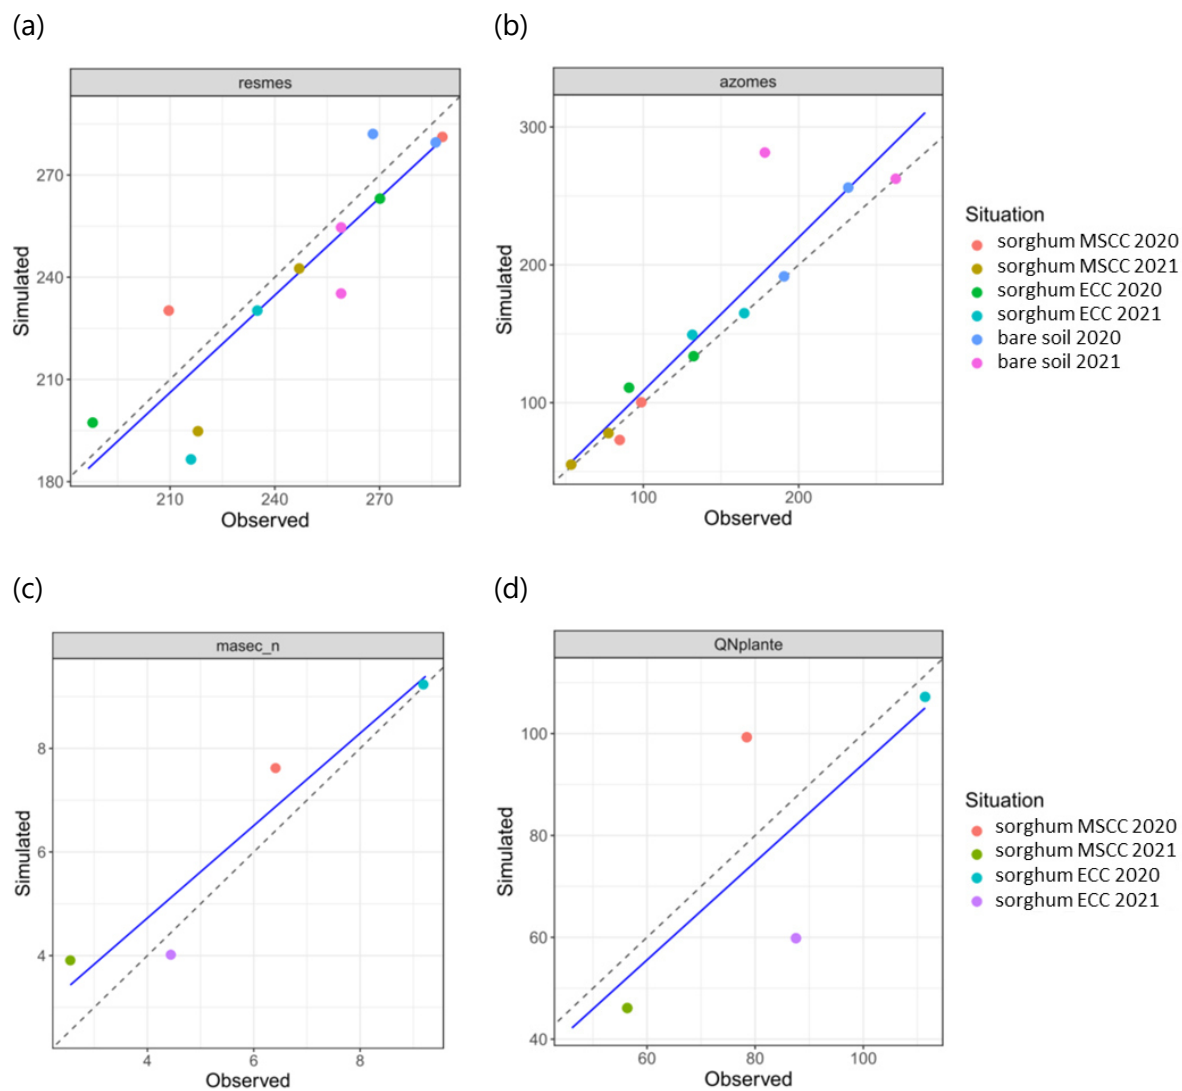 (a)
(b)
resmes
azomes
Simulated
270
240
210
180
210
240
270
Observed
Simulated
300
200
100
100
200
Observed
Situation
sorghum MSCC 2020
sorghum MSCC 2021
sorghum ECC 2020
sorghum ECC 2021
bare soil 2020
bare soil 2021
(c)
(d)
masec_n
QNplante
Simulated
8
6
4
4
6
8
Observed
Simulated
100
80
60
40
60
80
100
Observed
Situation
sorghum MSCC 2020
sorghum MSCC 2021
sorghum ECC 2020
sorghum ECC 2021